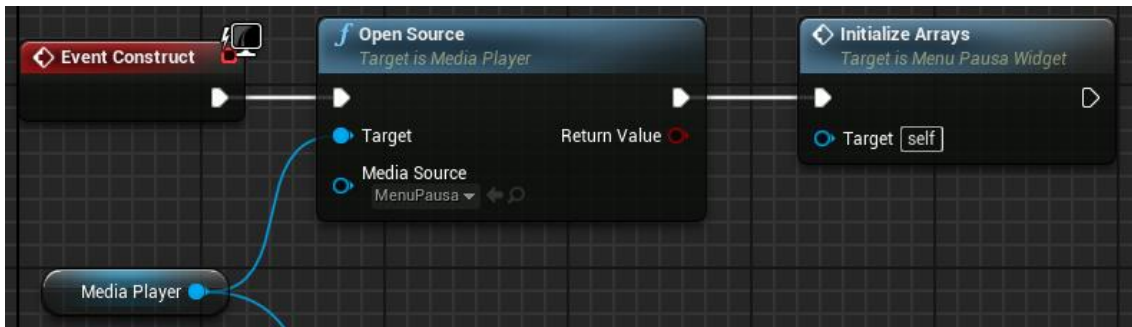 Event Construct
Open Source
Target is Media Player
Target
Return Value
Media Source
MenuPausa
Initialize Arrays
Target is Menu Pausa Widget
Target self
Media Player